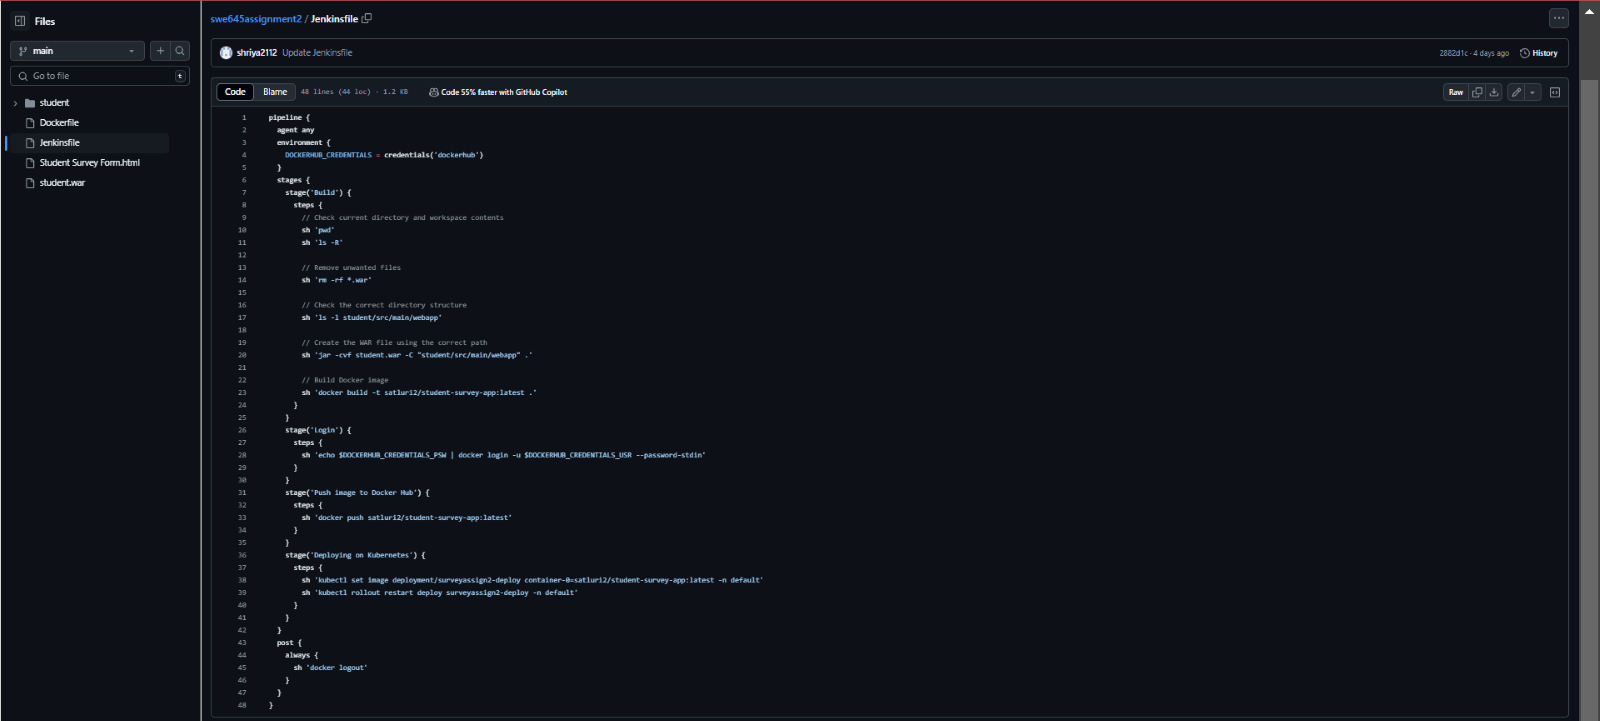 Files
main
Go to file
t
student
Dockerfile
Jenkinsfile
Student Survey Form.html
student.war
swe645assignment2 / Jenkinsfile
shriya2112 Update Jenkinsfile
2882d1c · 4 days ago
History
Code Blame 48 lines (44 loc) · 1.2 KB
Code 55% faster with GitHub Copilot
Raw
1 pipeline {
2 agent any
3 environment {
4 DOCKERHUB_CREDENTIALS = credentials('dockerhub')
5 }
6 stages {
7 stage('Build') {
8 steps {
9 // Check current directory and workspace contents
10 sh 'pwd'
11 sh 'ls -R'
12
13 // Remove unwanted files
14 sh 'rm -rf *.war'
15
16 // Check the correct directory structure
17 sh 'ls -l student/src/main/webapp'
18
19 // Create the WAR file using the correct path
20 sh 'jar -cvf student.war -C "student/src/main/webapp" .'
21
22 // Build Docker image
23 sh 'docker build -t satluri2/student-survey-app:latest .'
24 }
25 }
26 stage('Login') {
27 steps {
28 sh 'echo $DOCKERHUB_CREDENTIALS_PSW | docker login -u $DOCKERHUB_CREDENTIALS_USR --password-stdin'
29 }
30 }
31 stage('Push image to Docker Hub') {
32 steps {
33 sh 'docker push satluri2/student-survey-app:latest'
34 }
35 }
36 stage('Deploying on Kubernetes') {
37 steps {
38 sh 'kubectl set image deployment/surveyassign2-deploy container-0=satluri2/student-survey-app:latest -n default'
39 sh 'kubectl rollout restart deploy surveyassign2-deploy -n default'
40 }
41 }
42 }
43 post {
44 always {
45 sh 'docker logout'
46 }
47 }
48 }